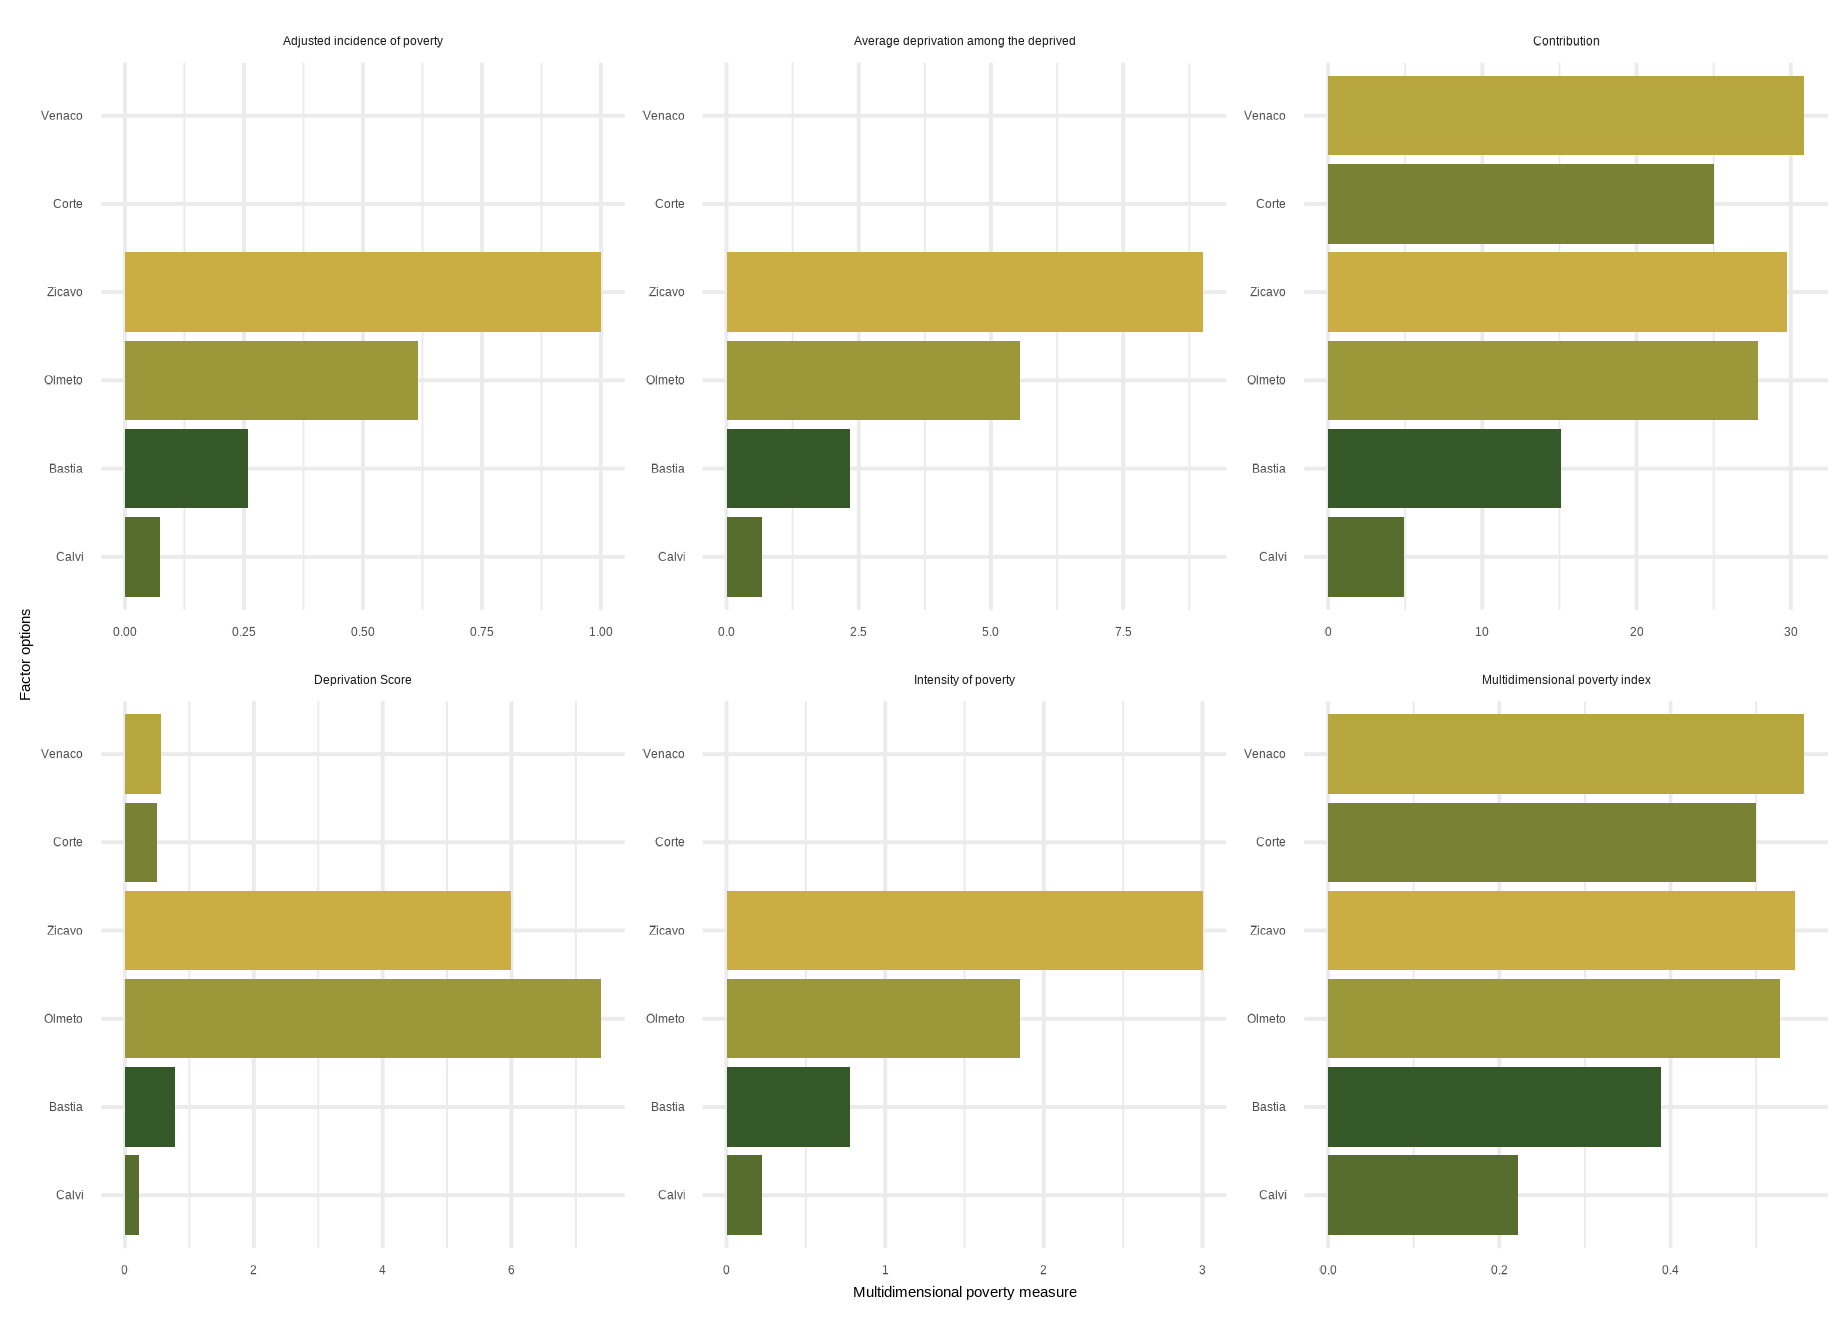 Adjusted incidence of poverty
Average deprivation among the deprived
Contribution
Venaco
Corte
Zicavo
Olmeto
Bastia
Calvi
Venaco
Corte
Zicavo
Olmeto
Bastia
Calvi
Venaco
Corte
Zicavo
Olmeto
Bastia
Calvi
0.00 0.25 0.50 0.75 1.00
0.0 2.5 5.0 7.5
0 10 20 30
Factor options
Deprivation Score
Intensity of poverty
Multidimensional poverty index
Venaco
Corte
Zicavo
Olmeto
Bastia
Calvi
Venaco
Corte
Zicavo
Olmeto
Bastia
Calvi
Venaco
Corte
Zicavo
Olmeto
Bastia
Calvi
0 2 4 6
0 1 2 3
0.0 0.2 0.4
Multidimensional poverty measure